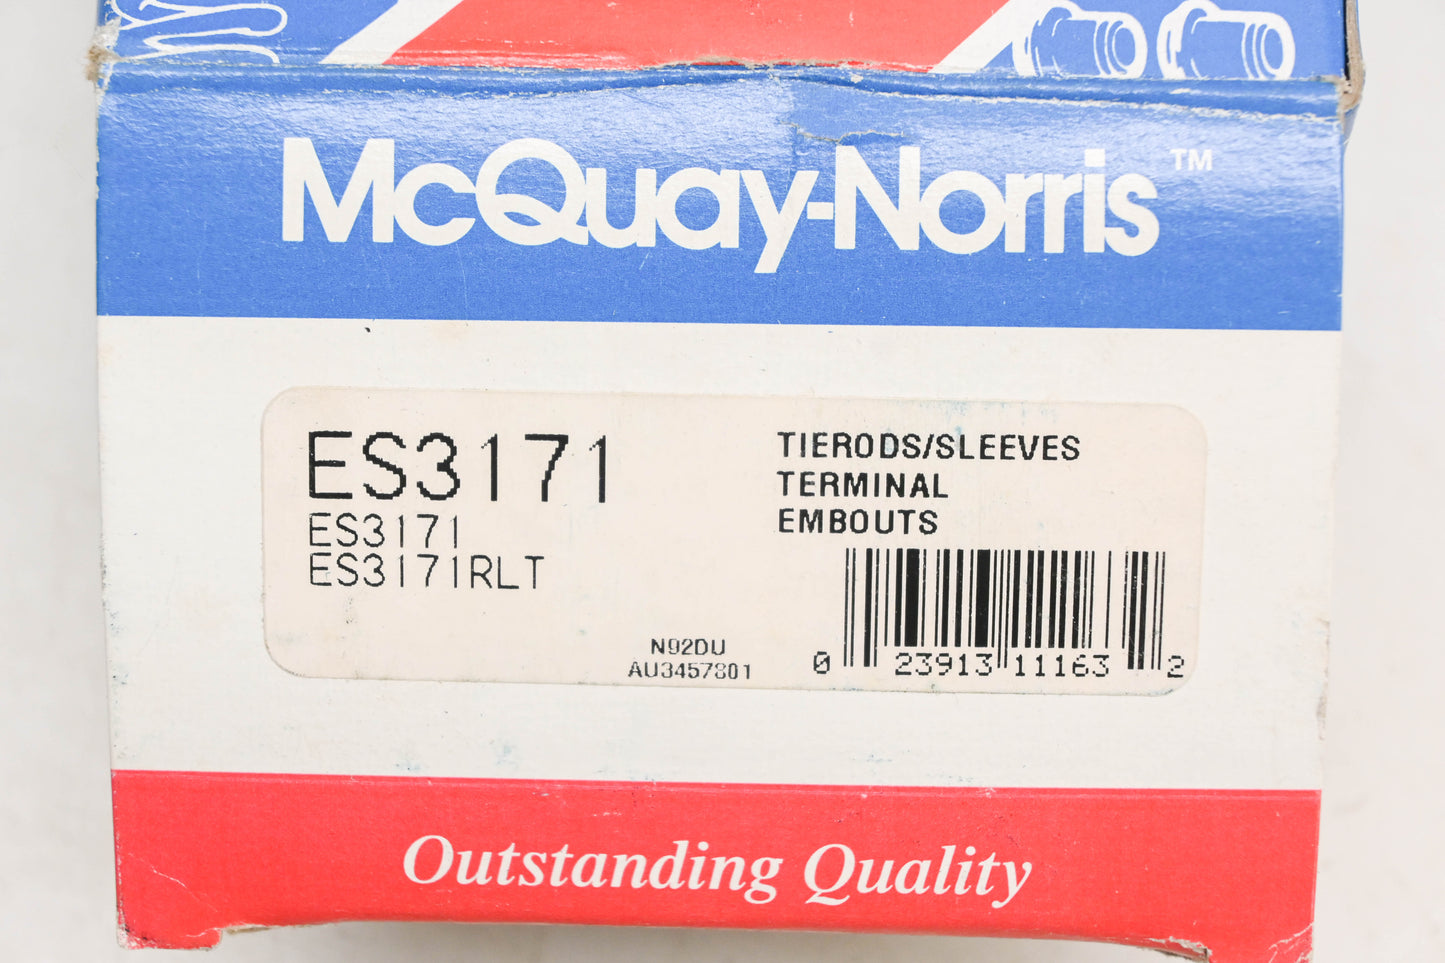 McQuay-Norris™
ES3171
ES3171
ES3171RLT
TIERODS/SLEEVES
TERMINAL
EMBOUTS
N92DU
AU3457801
0 23913 11163 2
Outstanding Quality